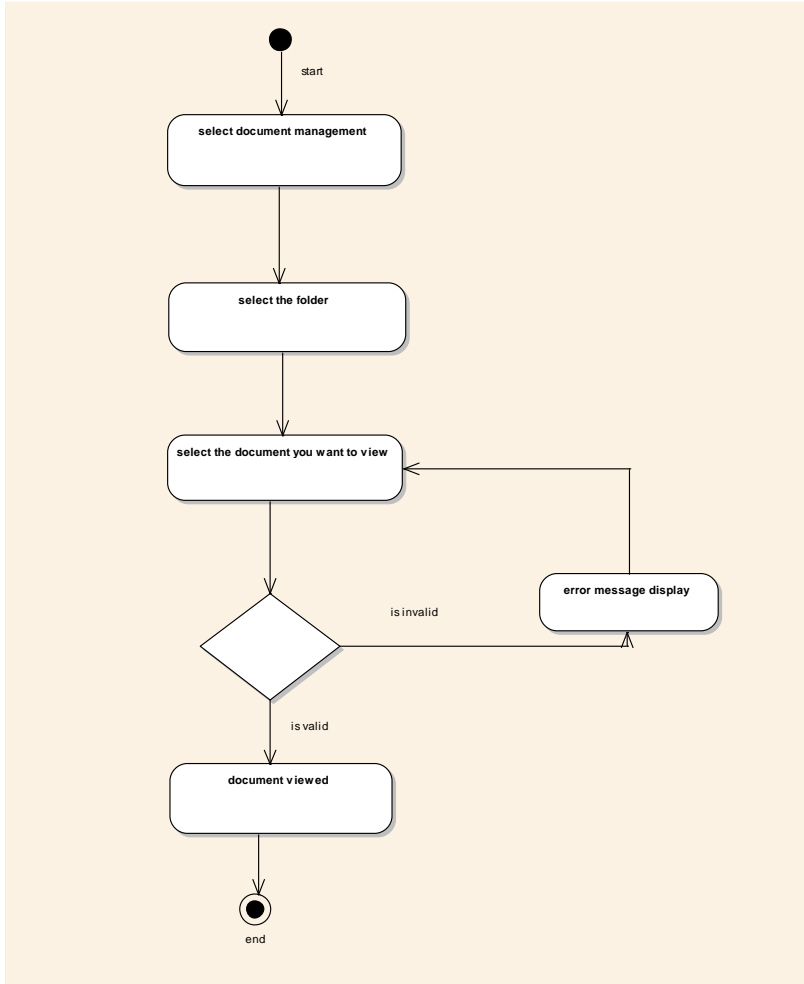 start
select document management
select the folder
select the document you want to view
error message display
is invalid
is valid
document viewed
end